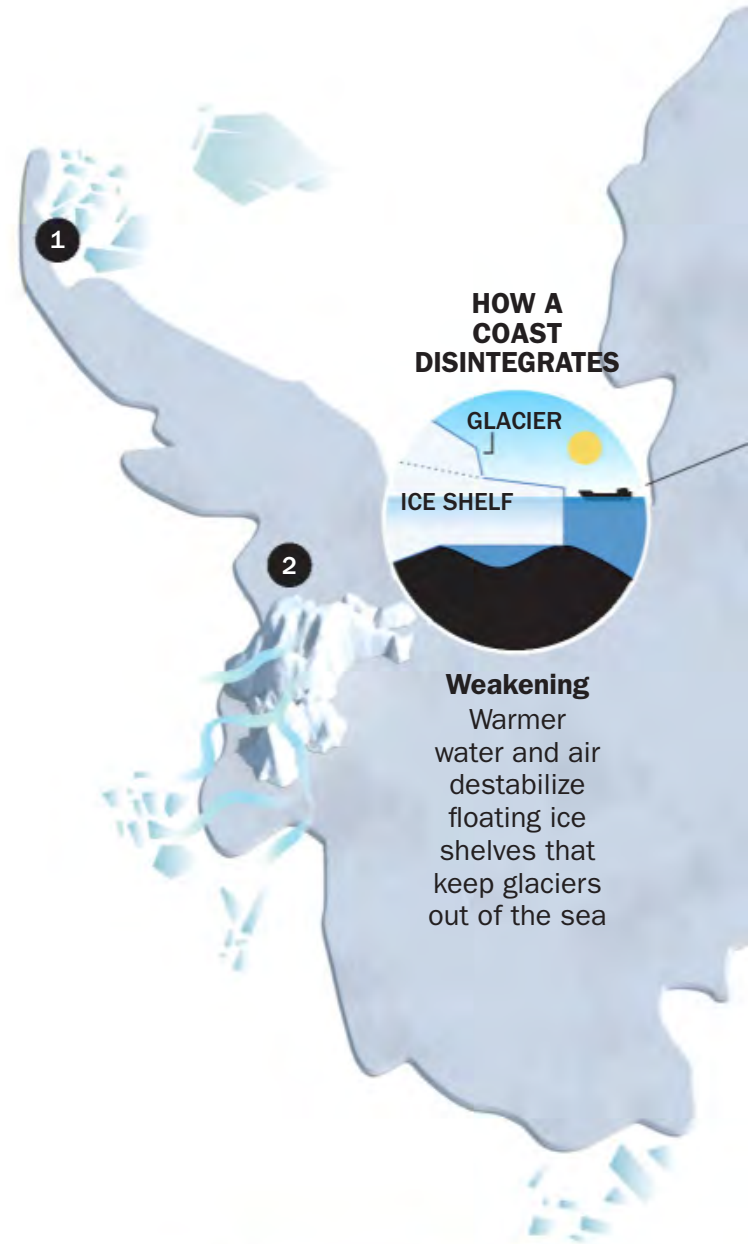 1
HOW A
COAST
DISINTEGRATES
GLACIER
ICE SHELF
2
Weakening
Warmer
water and air
destabilize
floating ice
shelves that
keep glaciers
out of the sea